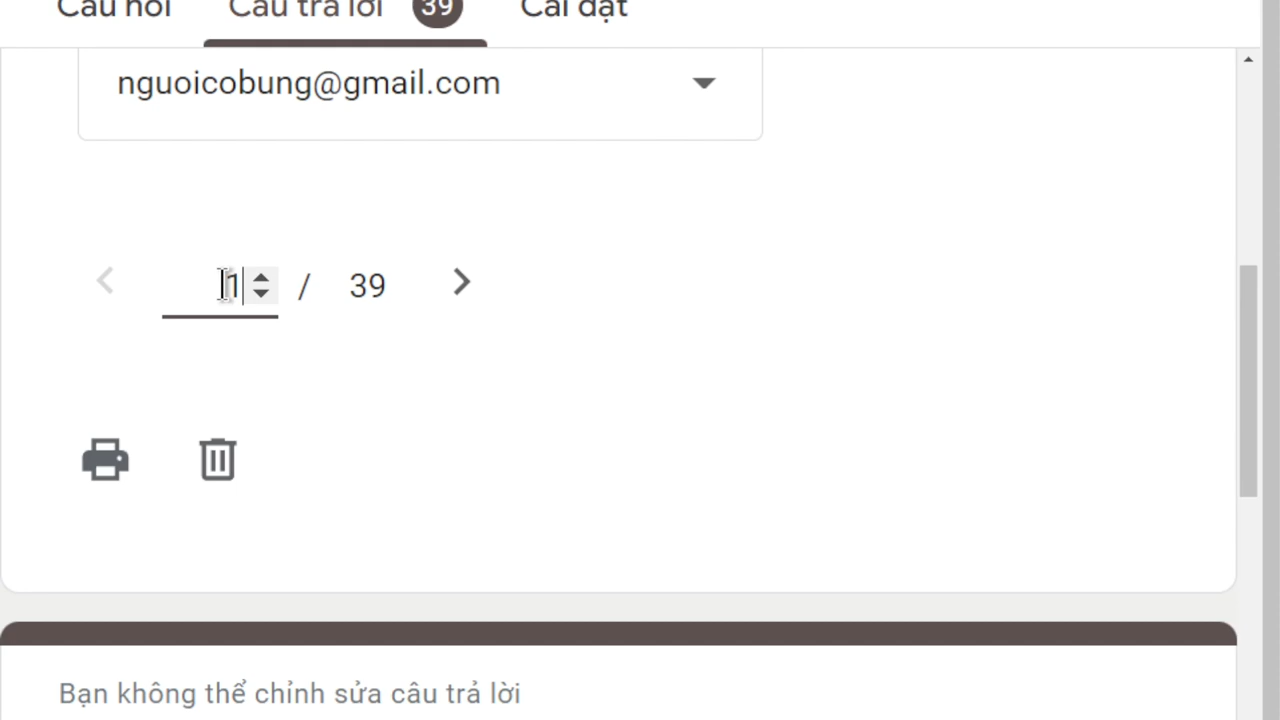 Câu hỏi Câu trả lời 39 Cài đặt
nguoicobung@gmail.com
1 / 39
Bạn không thể chỉnh sửa câu trả lời